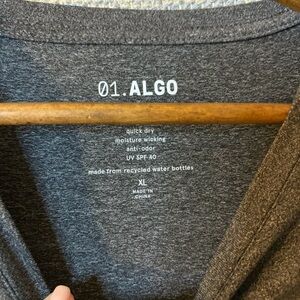 01.ALGO
quick dry
moisture wicking
anti-odor
UV SPF 40
made from recycled water bottles
XL
MADE IN
CHINA